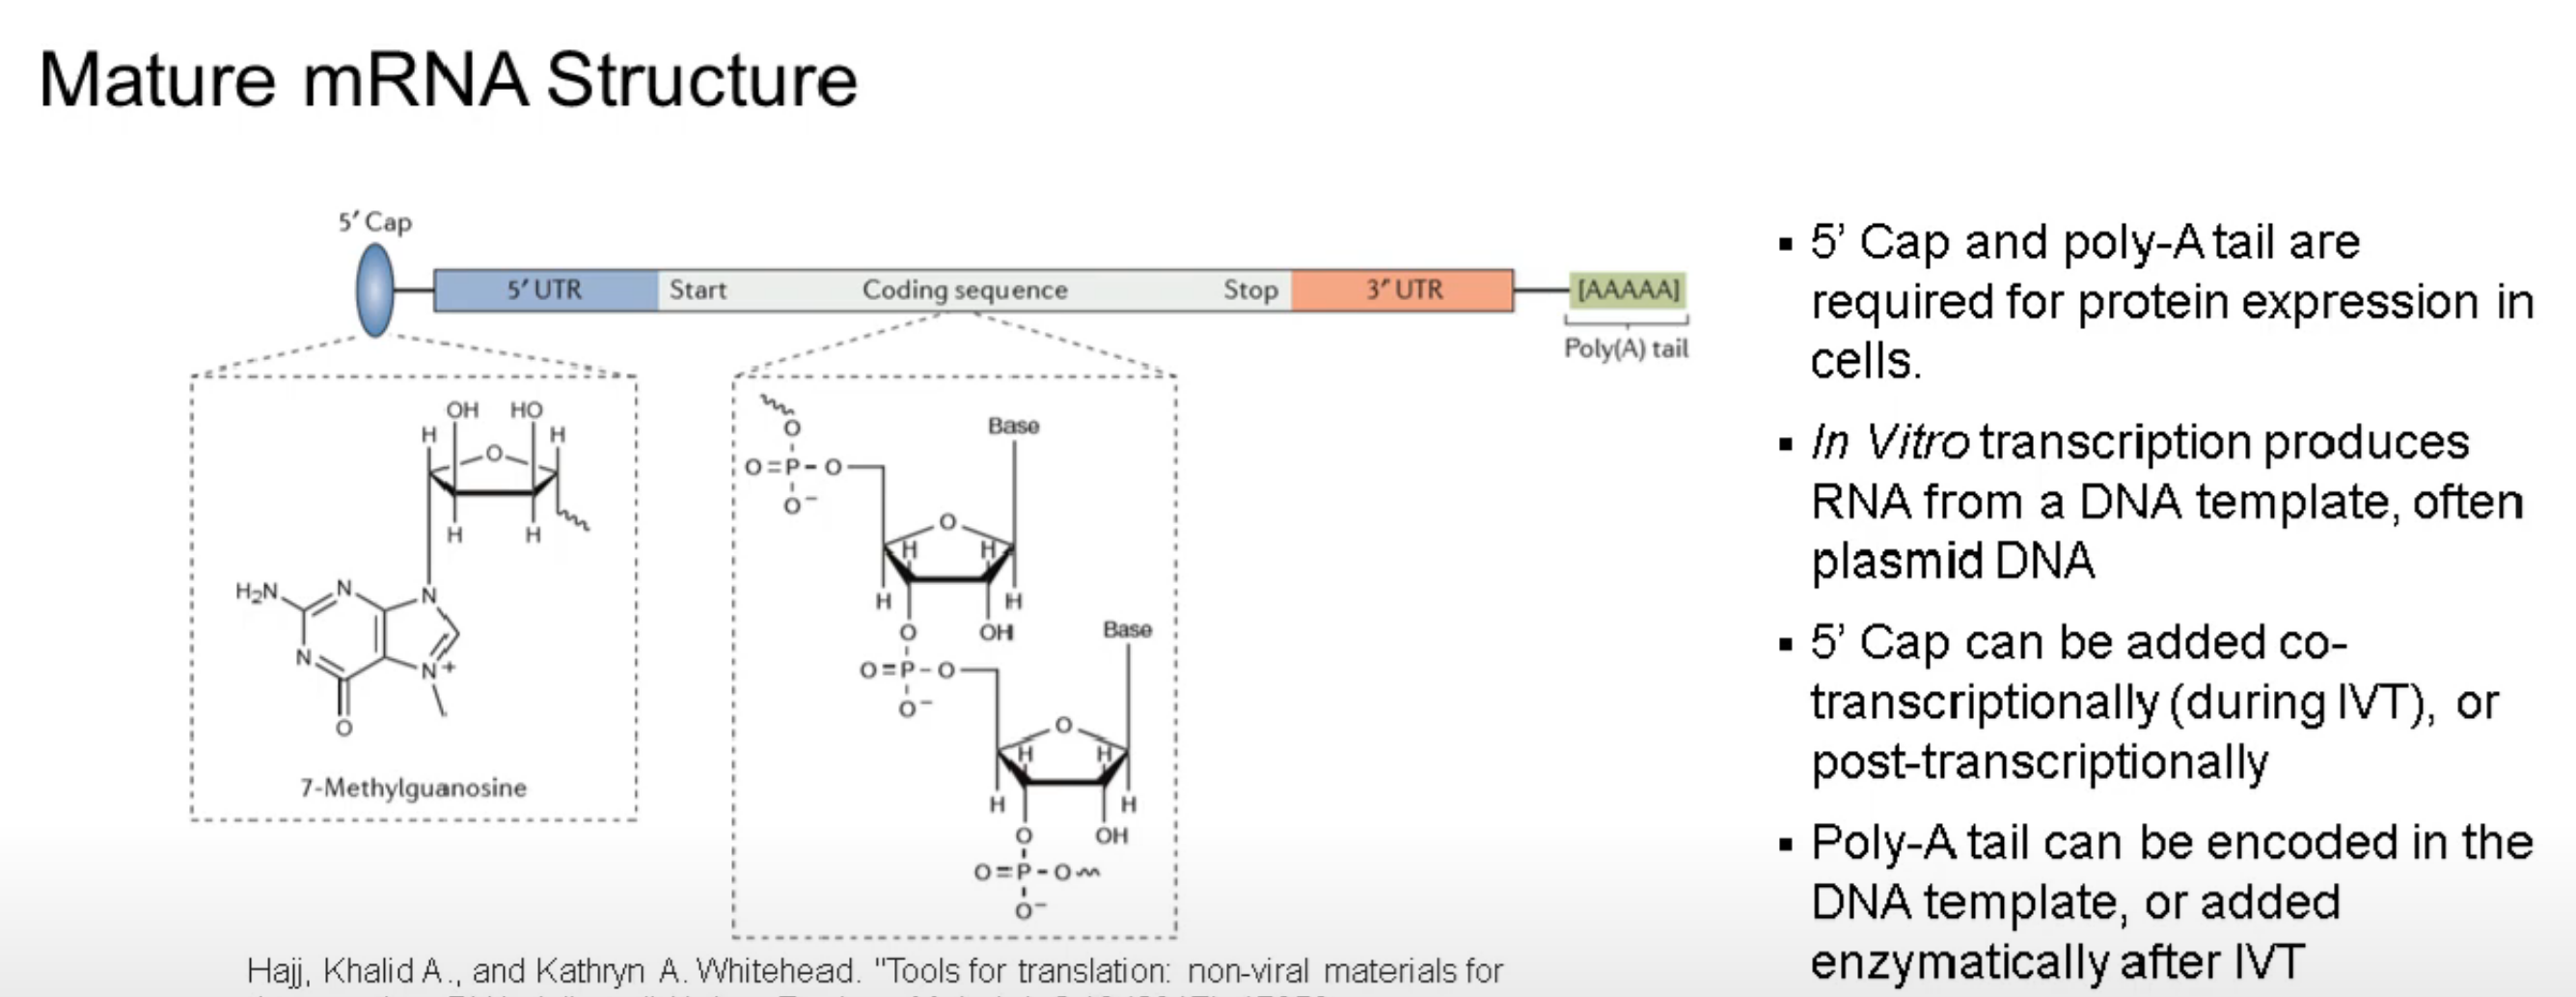 Mature mRNA Structure
5′ Cap
5′ UTR
Start
Coding sequence
Stop
3′ UTR
[AAAAA]
Poly(A) tail
OH HO
H H
O
H H
H₂N N N
N N⁺
O
7-Methylguanosine
O Base
O=P-O
O⁻
O
H H
H H
O OH Base
O=P-O
O⁻
O
H H
H H
O OH
O=P-O
O⁻
▪ 5’ Cap and poly-A tail are
required for protein expression in
cells.
▪ In Vitro transcription produces
RNA from a DNA template, often
plasmid DNA
▪ 5’ Cap can be added co-
transcriptionally (during IVT), or
post-transcriptionally
▪ Poly-A tail can be encoded in the
DNA template, or added
enzymatically after IVT
Hajj, Khalid A., and Kathryn A. Whitehead. "Tools for translation: non-viral materials for